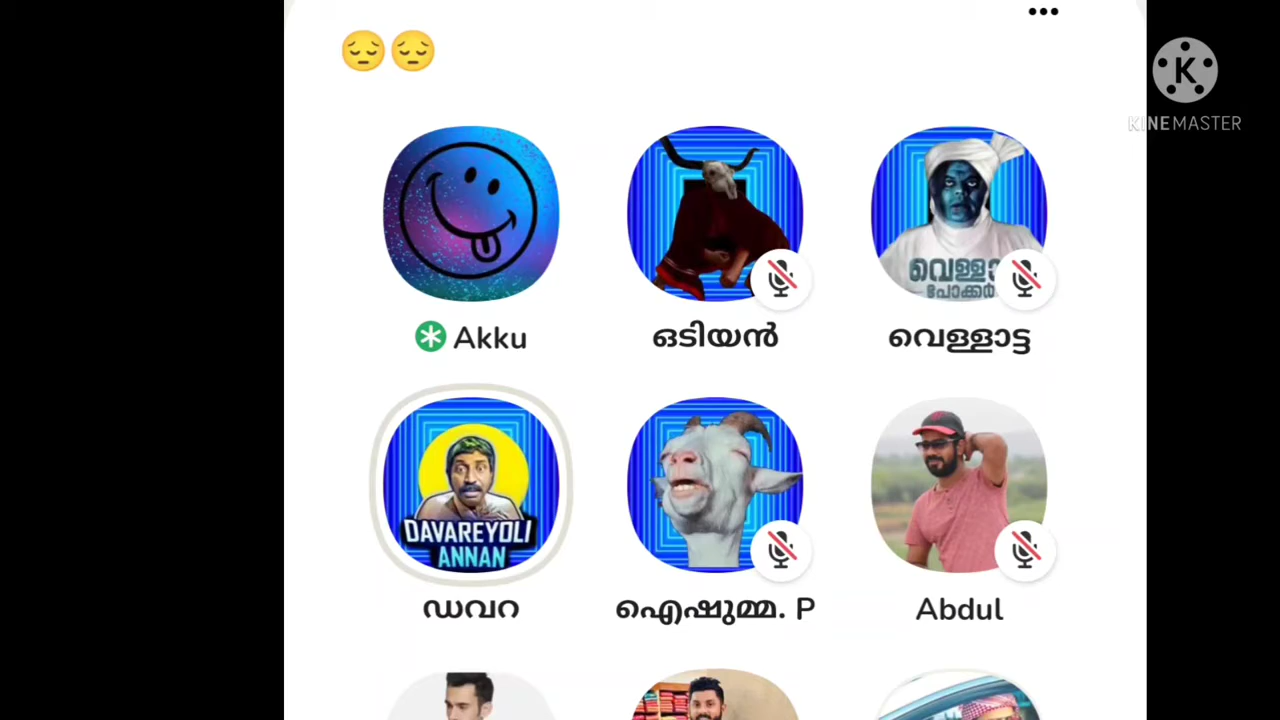 KINEMASTER
Akku
ഒടിയൻ
വെള്ളാട്ട
വെള്ളാ
പോക്കർ
DAVAREYOLI
ANNAN
ഡവറ
ഐഷുമ്മ. P
Abdul